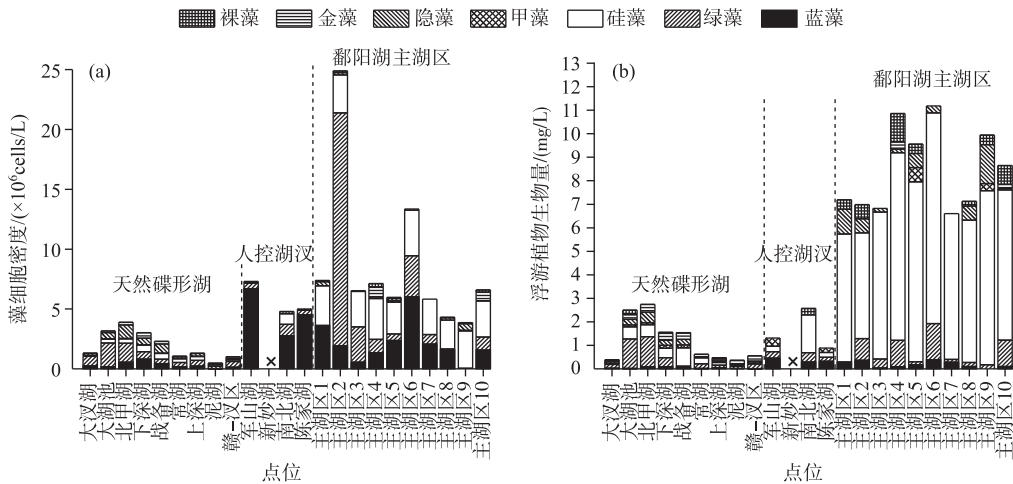 裸藻 金藻 隐藻 甲藻 硅藻 绿藻 蓝藻
(a)
藻细胞密度/(×10⁶cells/L)
25
20
15
10
5
0
天然碟形湖
人控湖汊
鄱阳湖主湖区
×
大汊湖
大湖池
北甲湖
下深湖
战备湖
常湖
上深湖
泥湖
赣-汊区
军山湖
新妙湖
南北湖
陈家湖
主湖区1
主湖区2
主湖区3
主湖区4
主湖区5
主湖区6
主湖区7
主湖区8
主湖区9
主湖区10
点位
(b)
浮游植物生物量/(mg/L)
13
12
11
10
9
8
7
6
5
4
3
2
1
0
天然碟形湖
人控湖汊
鄱阳湖主湖区
×
大汊湖
大湖池
北甲湖
下深湖
战备湖
常湖
上深湖
泥湖
赣-汊区
军山湖
新妙湖
南北湖
陈家湖
主湖区1
主湖区2
主湖区3
主湖区4
主湖区5
主湖区6
主湖区7
主湖区8
主湖区9
主湖区10
点位